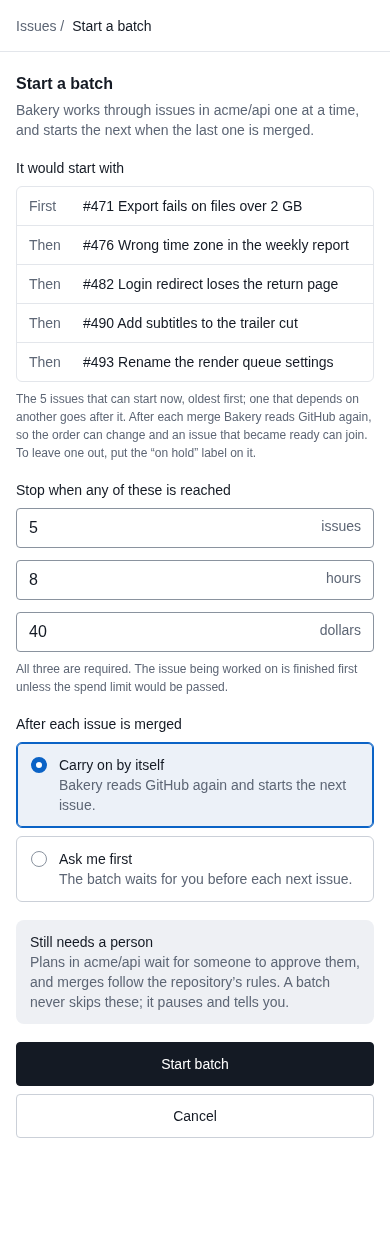 Issues / Start a batch
Start a batch
Bakery works through issues in acme/api one at a time,
and starts the next when the last one is merged.
It would start with
First #471 Export fails on files over 2 GB
Then #476 Wrong time zone in the weekly report
Then #482 Login redirect loses the return page
Then #490 Add subtitles to the trailer cut
Then #493 Rename the render queue settings
The 5 issues that can start now, oldest first; one that depends on
another goes after it. After each merge Bakery reads GitHub again,
so the order can change and an issue that became ready can join.
To leave one out, put the “on hold” label on it.
Stop when any of these is reached
5 issues
8 hours
40 dollars
All three are required. The issue being worked on is finished first
unless the spend limit would be passed.
After each issue is merged
Carry on by itself
Bakery reads GitHub again and starts the next
issue.
Ask me first
The batch waits for you before each next issue.
Still needs a person
Plans in acme/api wait for someone to approve them,
and merges follow the repository’s rules. A batch
never skips these; it pauses and tells you.
Start batch
Cancel